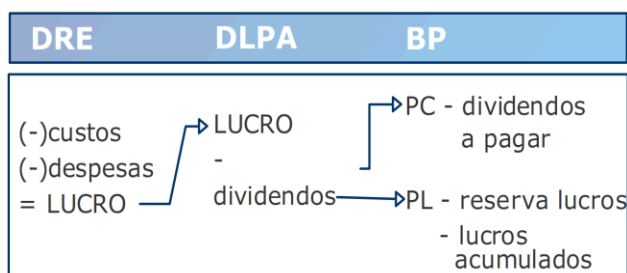 DRE DLPA BP
(-)custos
(-)despesas
= LUCRO
LUCRO
-
dividendos
PC - dividendos
a pagar
PL - reserva lucros
- lucros
acumulados